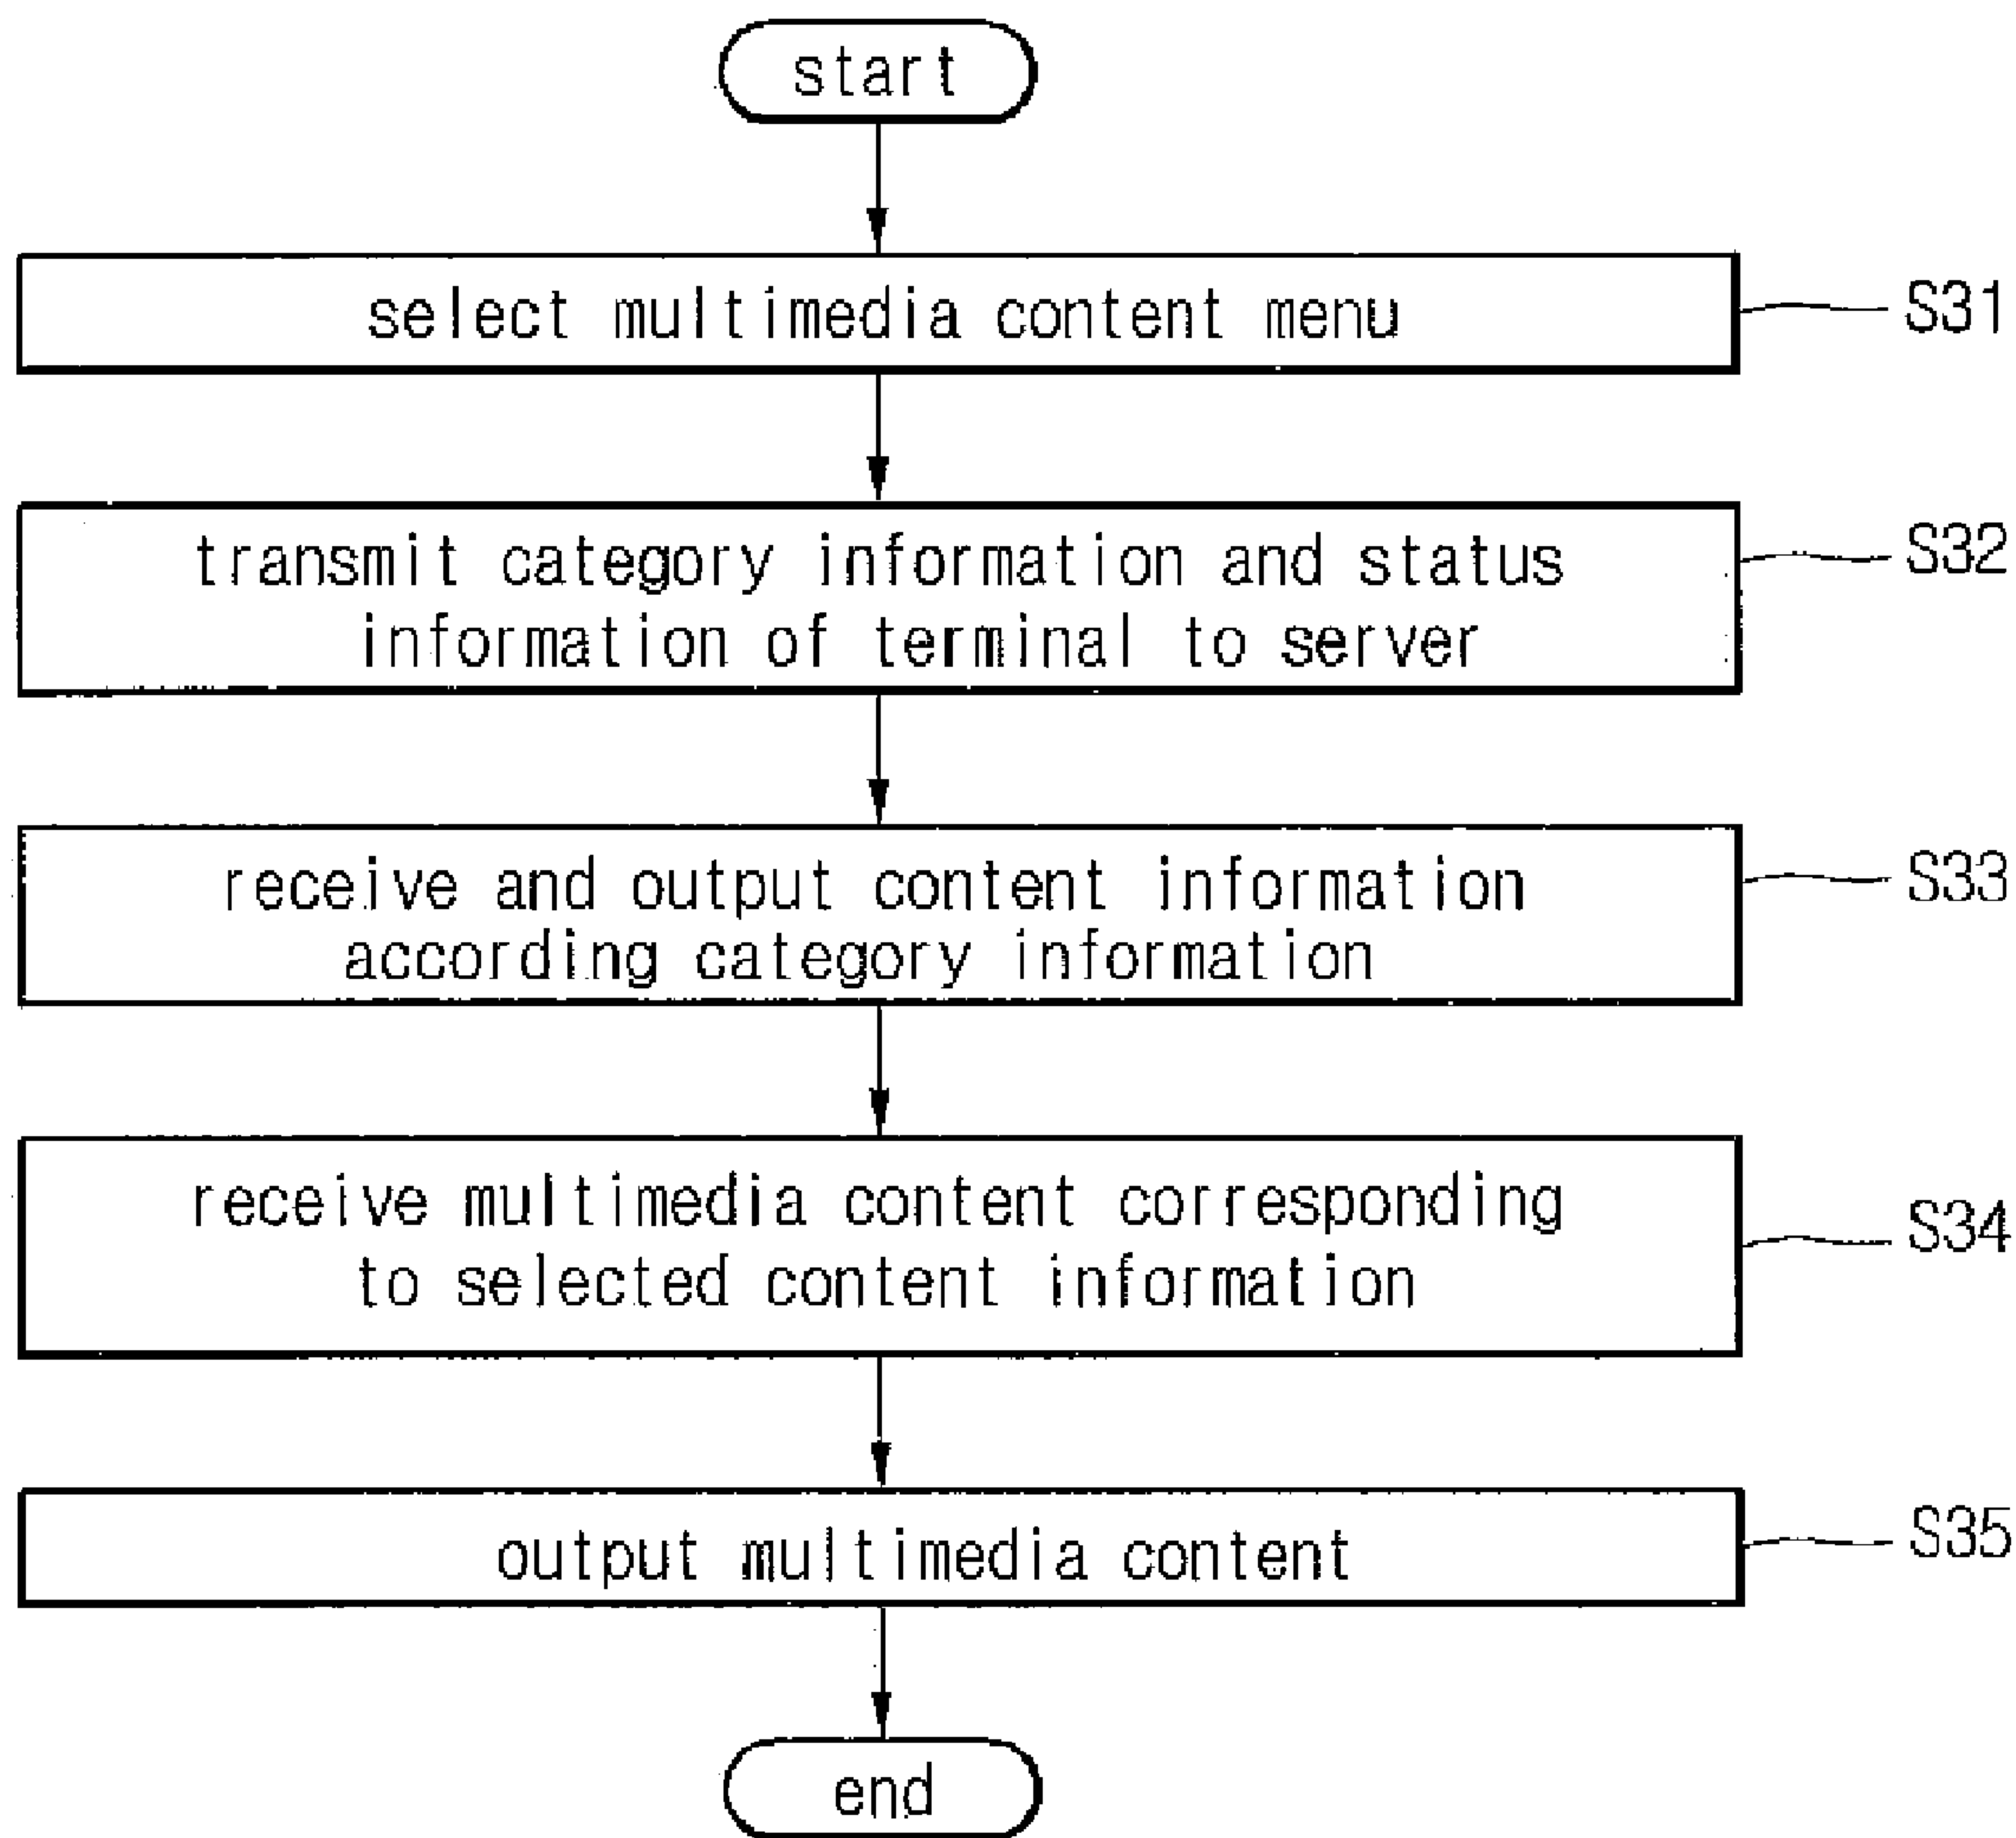 start
select multimedia content menu
S31
transmit category information and status
information of terminal to server
S32
receive and output content information
according category information
S33
receive multimedia content corresponding
to selected content information
S34
output multimedia content
S35
end